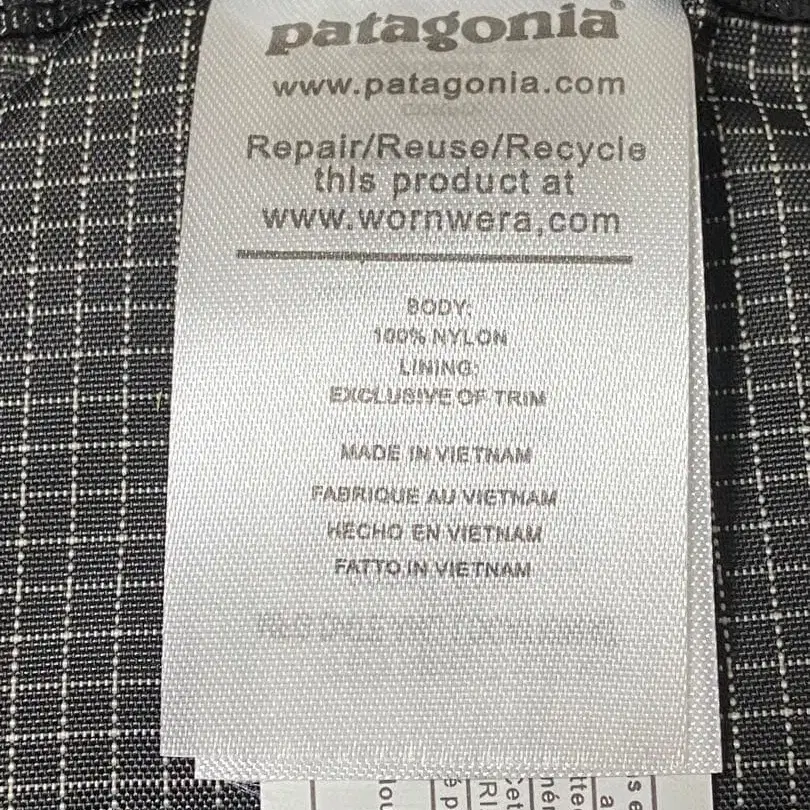 patagonia®
www.patagonia.com
Repair/Reuse/Recycle
this product at
www.wornwera,com
BODY:
100% NYLON
LINING:
EXCLUSIVE OF TRIM
MADE IN VIETNAM
FABRIQUE AU VIETNAM
HECHO EN VIETNAM
FATTO IN VIETNAM